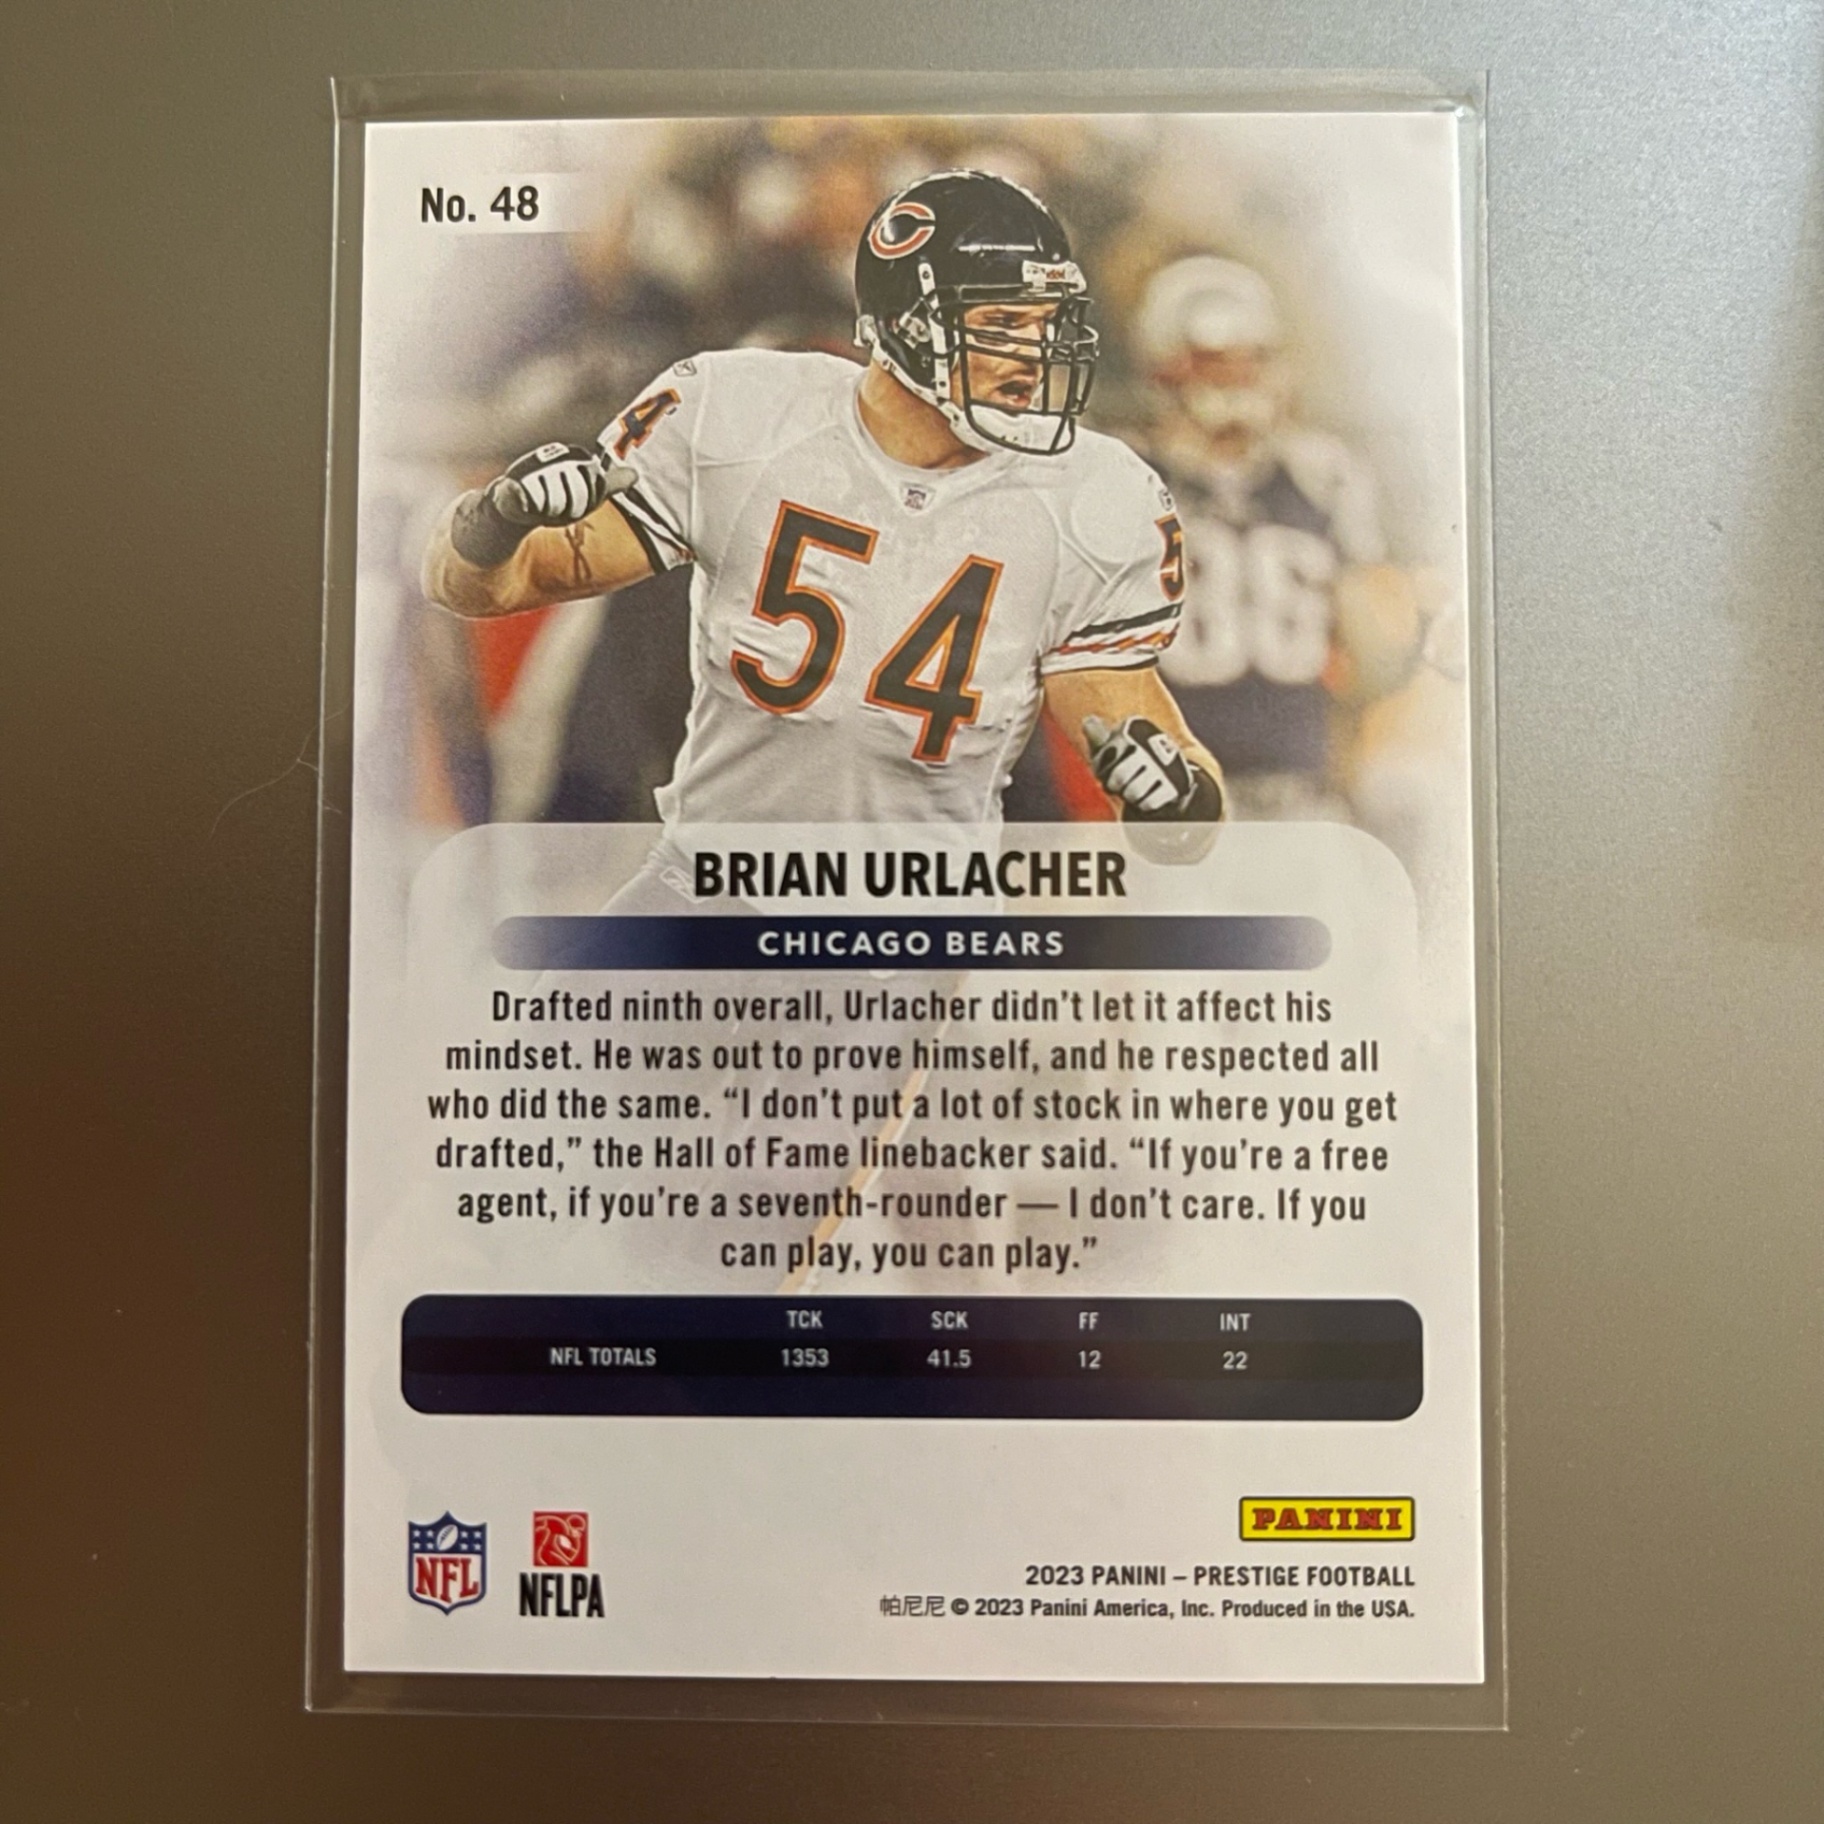 No. 48
4
54
5
86
BRIAN URLACHER
CHICAGO BEARS
Drafted ninth overall, Urlacher didn’t let it affect his
mindset. He was out to prove himself, and he respected all
who did the same. “I don’t put a lot of stock in where you get
drafted,” the Hall of Fame linebacker said. “If you’re a free
agent, if you’re a seventh-rounder — I don’t care. If you
can play, you can play.”
TCK SCK FF INT
NFL TOTALS 1353 41.5 12 22
NFL
NFLPA
PANINI
2023 PANINI – PRESTIGE FOOTBALL
帕尼尼 © 2023 Panini America, Inc. Produced in the USA.